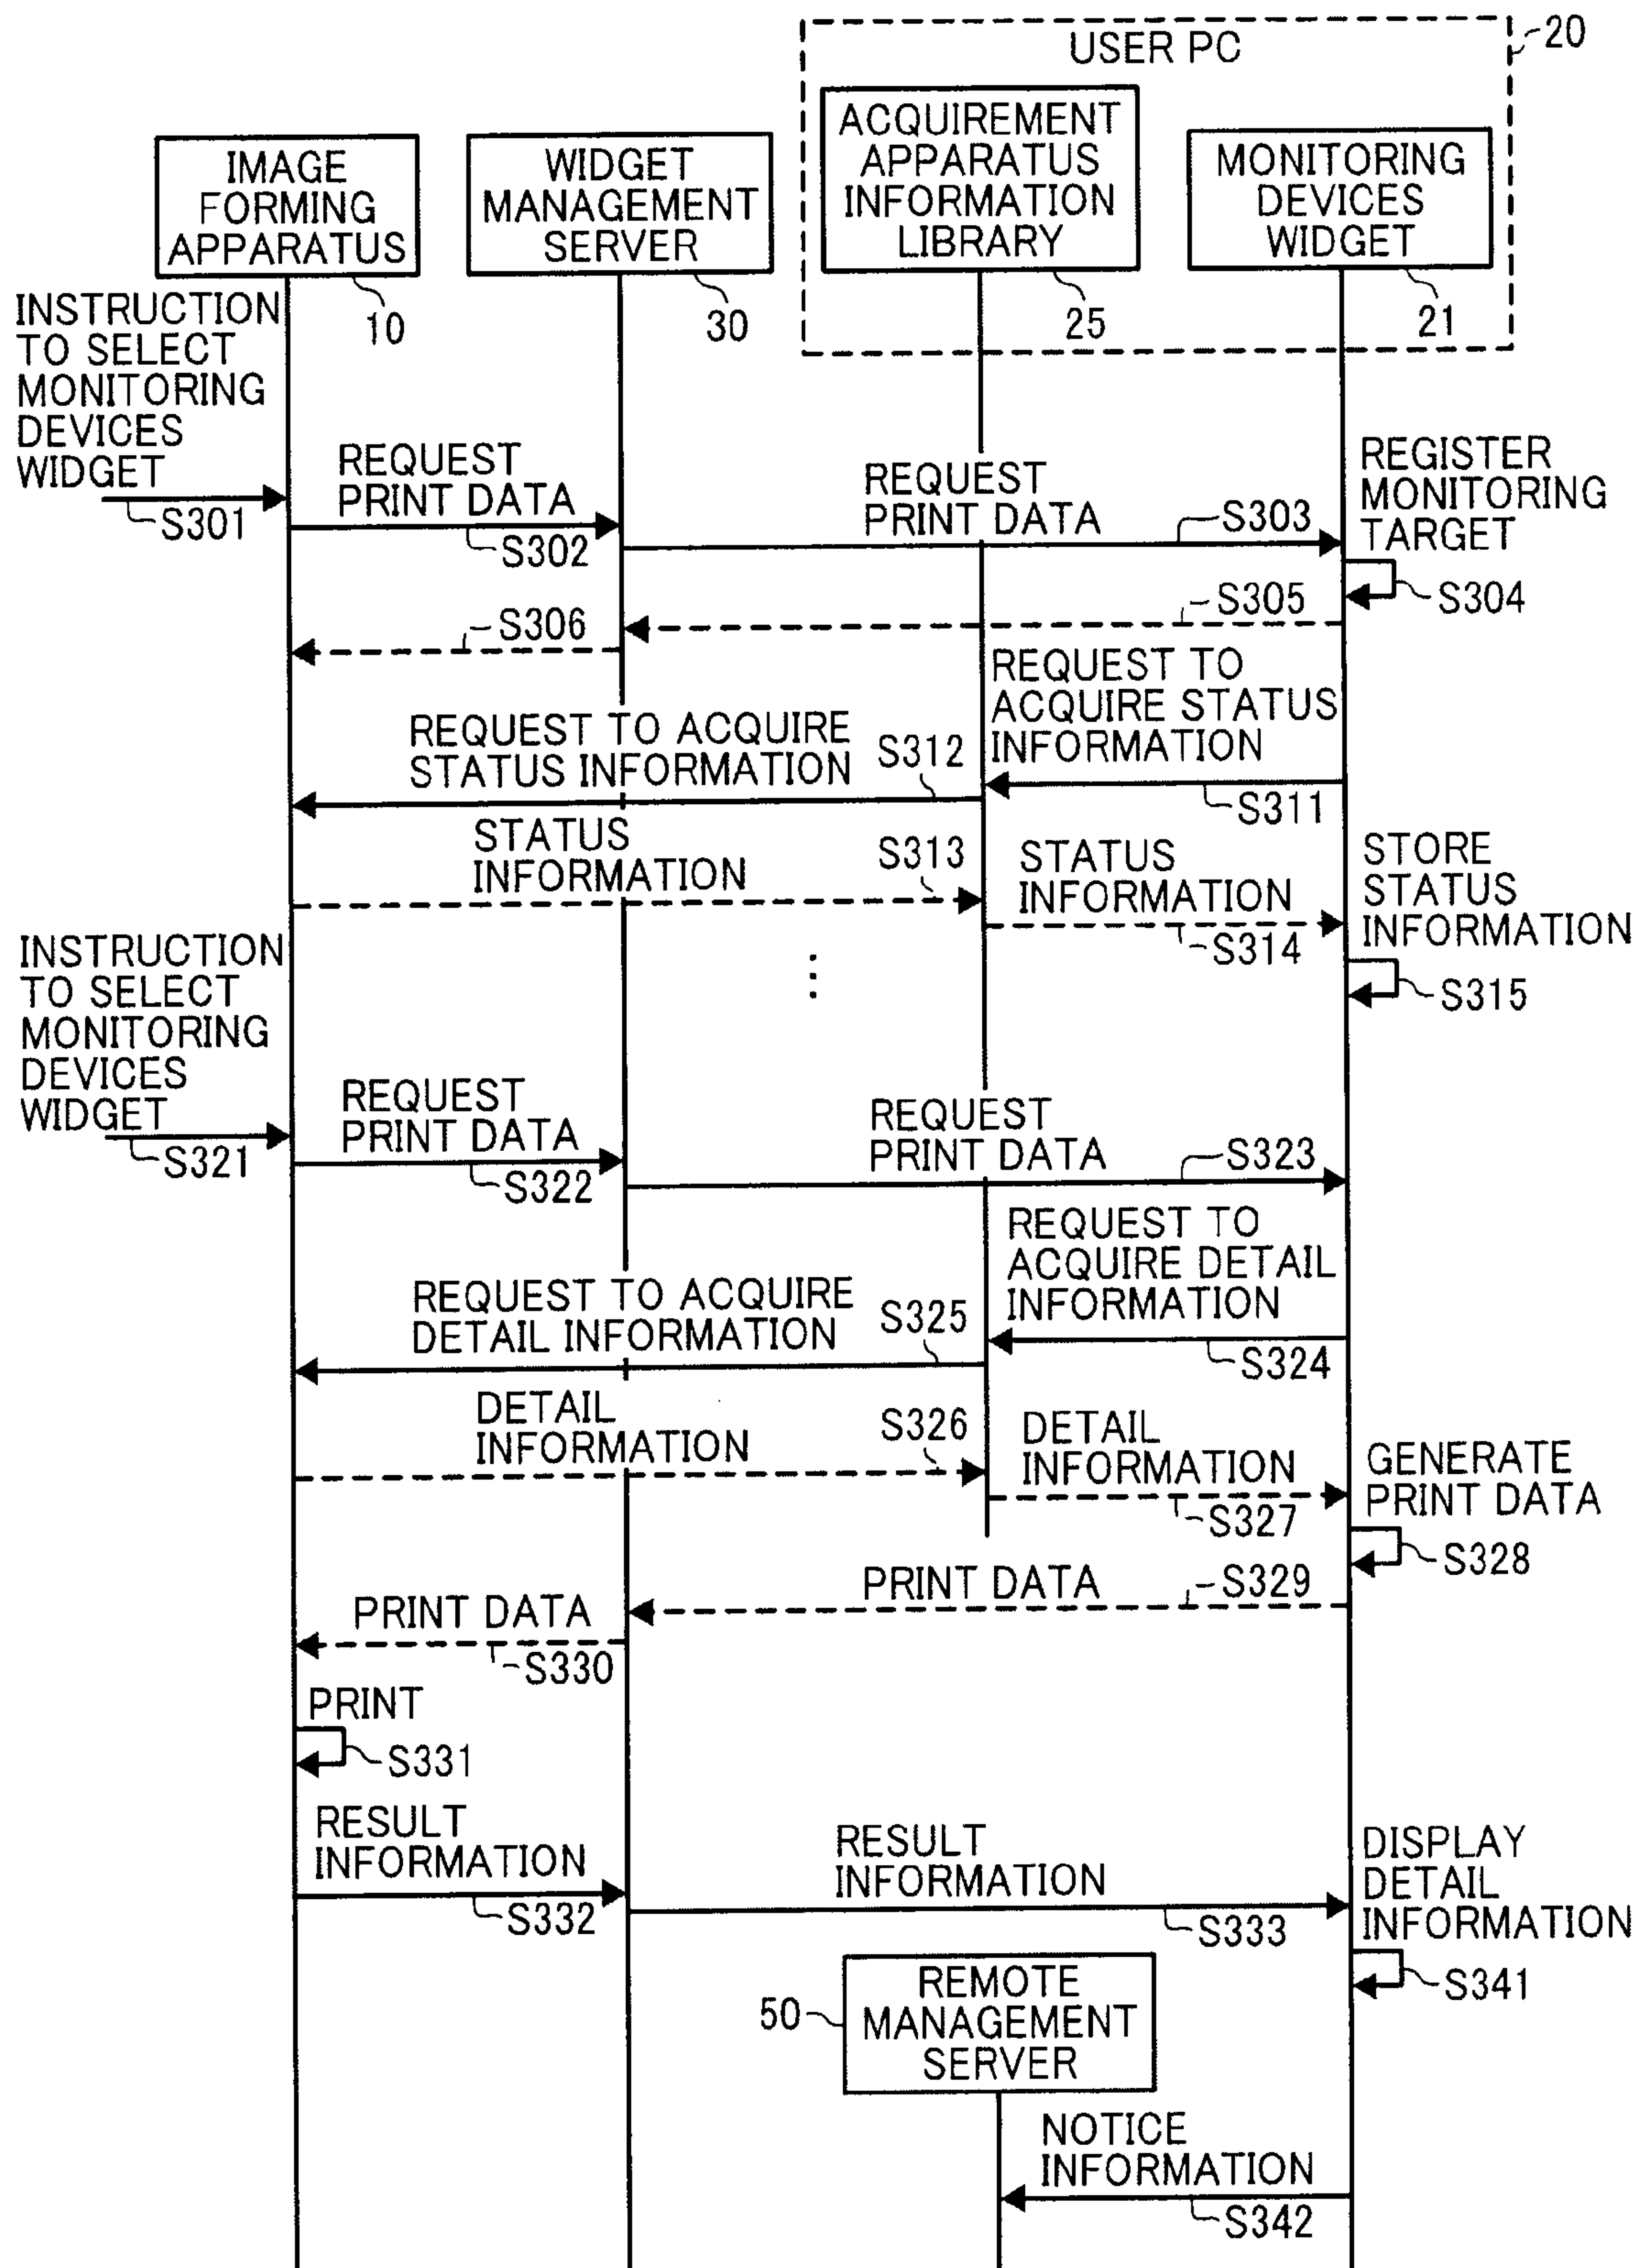 USER PC
20
IMAGE
FORMING
APPARATUS
10
WIDGET
MANAGEMENT
SERVER
30
ACQUIREMENT
APPARATUS
INFORMATION
LIBRARY
25
MONITORING
DEVICES
WIDGET
21
INSTRUCTION
TO SELECT
MONITORING
DEVICES
WIDGET
S301
REQUEST
PRINT DATA
S302
REQUEST
PRINT DATA
S303
REGISTER
MONITORING
TARGET
S304
S305
S306
REQUEST TO
ACQUIRE STATUS
INFORMATION
S311
REQUEST TO ACQUIRE
STATUS INFORMATION
S312
STATUS
INFORMATION
S313
STATUS
INFORMATION
S314
STORE
STATUS
INFORMATION
S315
INSTRUCTION
TO SELECT
MONITORING
DEVICES
WIDGET
S321
REQUEST
PRINT DATA
S322
REQUEST
PRINT DATA
S323
REQUEST TO
ACQUIRE DETAIL
INFORMATION
S324
REQUEST TO ACQUIRE
DETAIL INFORMATION
S325
DETAIL
INFORMATION
S326
DETAIL
INFORMATION
S327
GENERATE
PRINT DATA
S328
PRINT DATA
S329
PRINT DATA
S330
PRINT
S331
RESULT
INFORMATION
S332
RESULT
INFORMATION
S333
DISPLAY
DETAIL
INFORMATION
S341
REMOTE
MANAGEMENT
SERVER
50
NOTICE
INFORMATION
S342